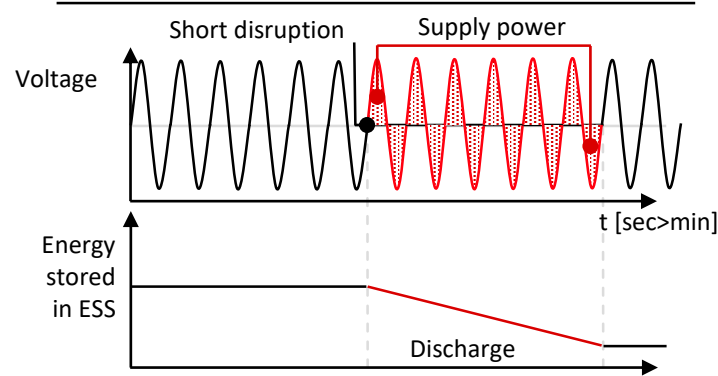 Short disruption
Supply power
Voltage
t [sec>min]
Energy
stored
in ESS
Discharge